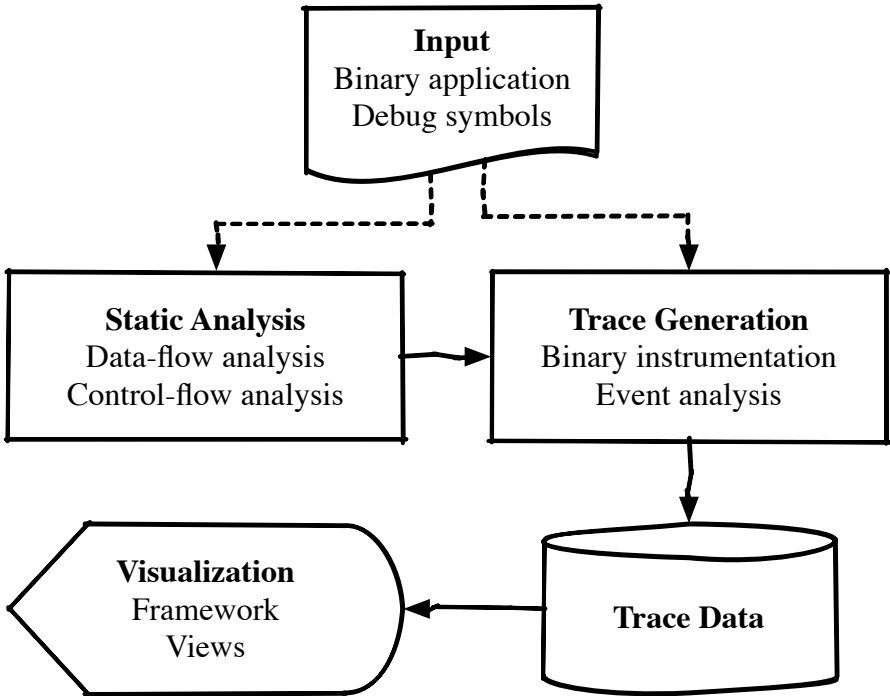 Input
Binary application
Debug symbols
Static Analysis
Data-flow analysis
Control-flow analysis
Trace Generation
Binary instrumentation
Event analysis
Visualization
Framework
Views
Trace Data